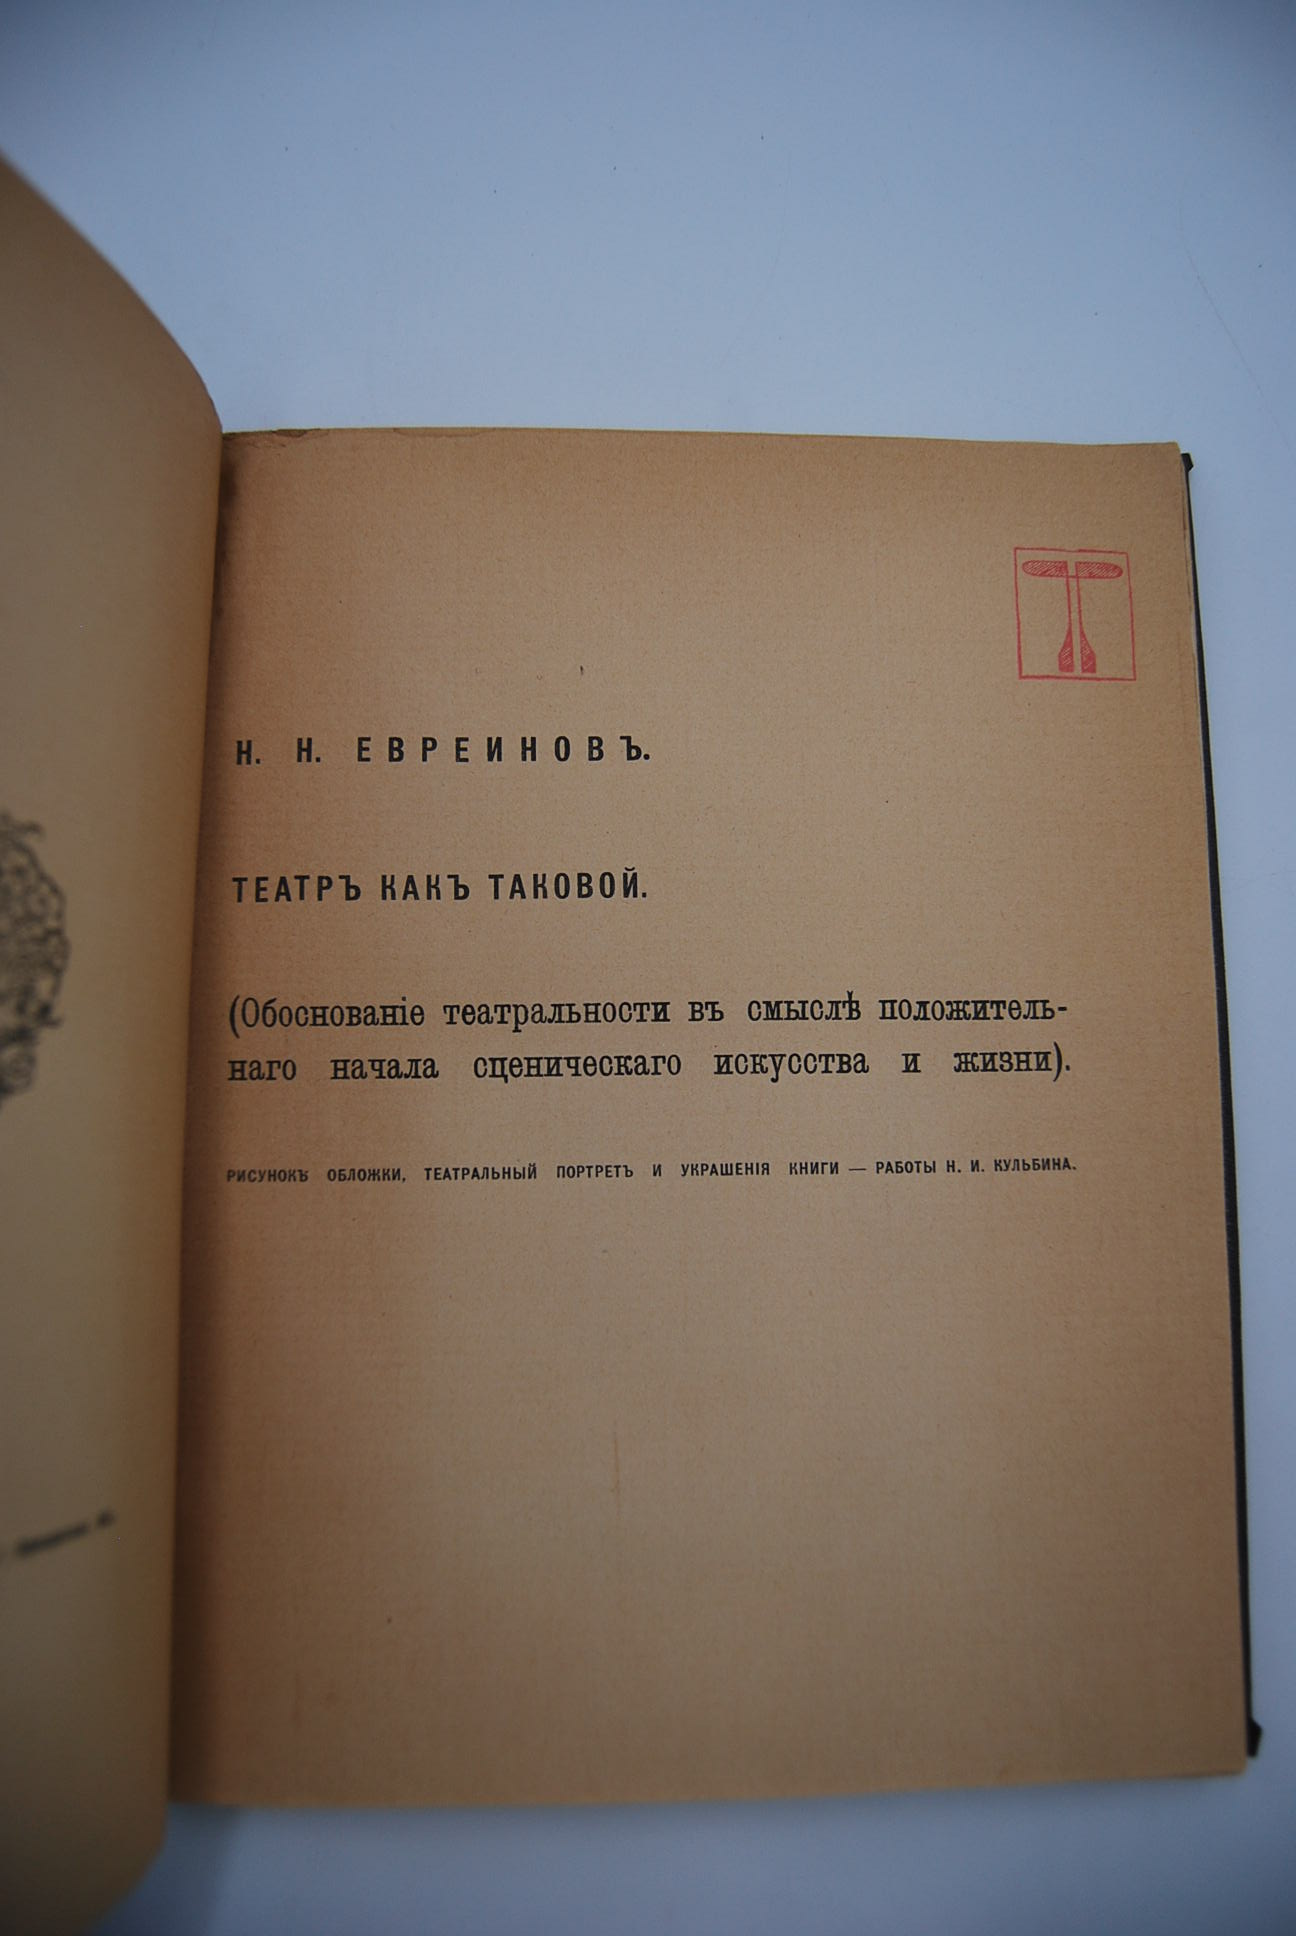 Н. Н. ЕВРЕИНОВЪ.
ТЕАТРЪ КАКЪ ТАКОВОЙ.
(Обоснованіе театральности въ смыслѣ положитель-
наго начала сценическаго искусства и жизни).
РИСУНОКЪ ОБЛОЖКИ, ТЕАТРАЛЬНЫЙ ПОРТРЕТЪ И УКРАШЕНІЯ КНИГИ — РАБОТЫ Н. И. КУЛЬБИНА.